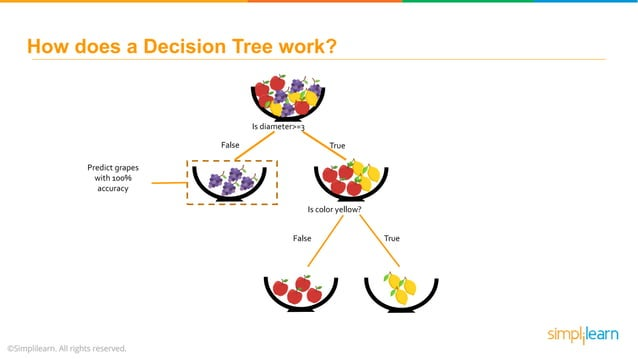 How does a Decision Tree work?
Is diameter>=3
False
True
Predict grapes
with 100%
accuracy
Is color yellow?
False
True
©Simplilearn. All rights reserved.
simplilearn